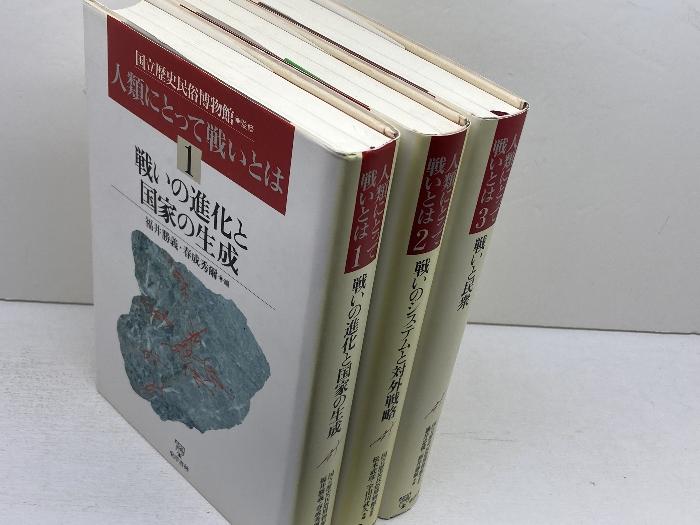 国立歴史民俗博物館◆監修
人類にとって戦いとは
1
戦いの進化と
国家の生成
福井勝義・春成秀爾◆編
人類にとって
戦いとは
1
戦いの進化と国家の生成
人類にとって
戦いとは
2
戦いのシステムと対外戦略
人類にとって
戦いとは
3
戦いと民衆